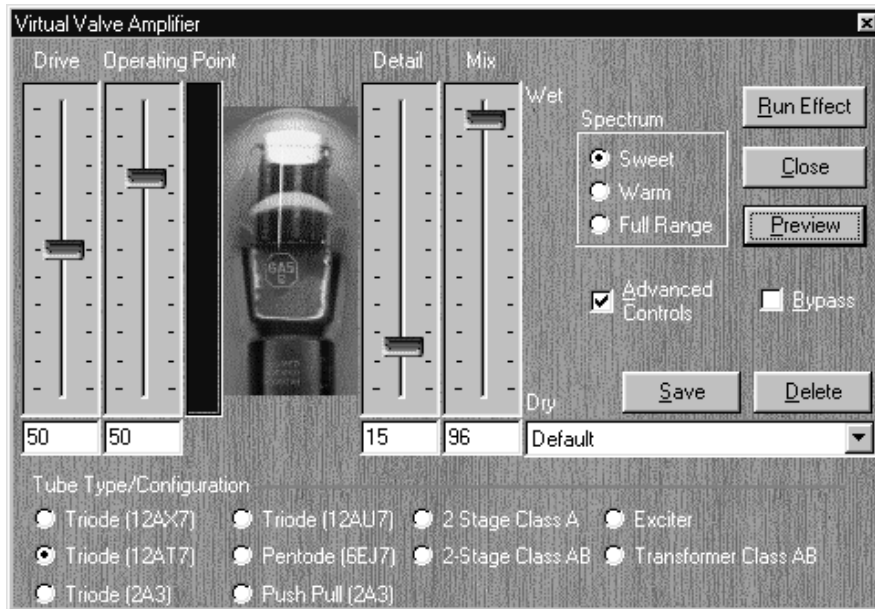 Virtual Valve Amplifier
Drive Operating Point Detail Mix
Wet
Run Effect
Spectrum
Sweet
Close
Warm
Full Range
Preview
GAS
6
Advanced
Controls
Bypass
Save Delete
Dry
50 50 15 96 Default
Tube Type/Configuration
Triode (12AX7) Triode (12AU7) 2 Stage Class A Exciter
Triode (12AT7) Pentode (6EJ7) 2-Stage Class AB Transformer Class AB
Triode (2A3) Push Pull (2A3)